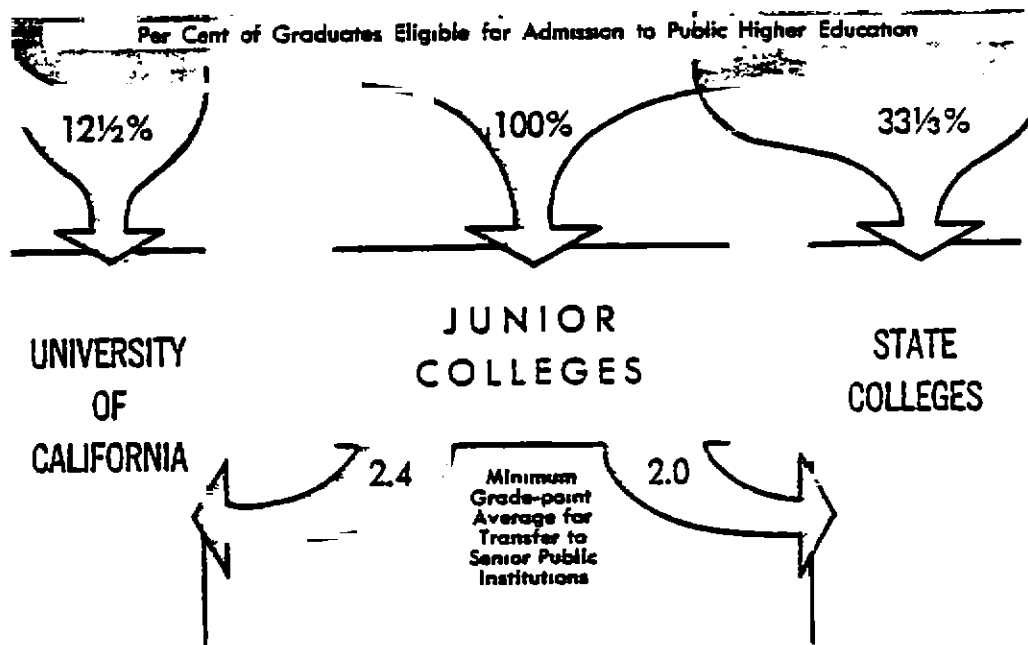 Per Cent of Graduates Eligible for Admission to Public Higher Education
12½%
100%
33⅓%
UNIVERSITY
OF
CALIFORNIA
JUNIOR
COLLEGES
STATE
COLLEGES
2.4
Minimum
Grade-point
Average for
Transfer to
Senior Public
Institutions
2.0